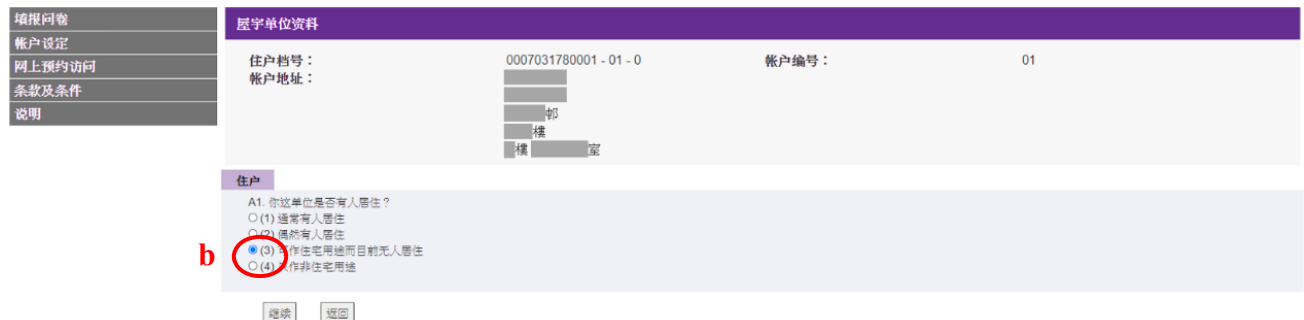 填报问卷
帐户设定
网上预约访问
条款及条件
说明
屋宇单位资料
住户档号：
0007031780001 - 01 - 0
帐户编号：
01
帐户地址：
邨
樓
樓 室
住户
A1. 你这单位是否有人居住？
(1) 通常有人居住
(2) 偶然有人居住
b
(3) 可作住宅用途而目前无人居住
(4) 只作非住宅用途
继续 返回